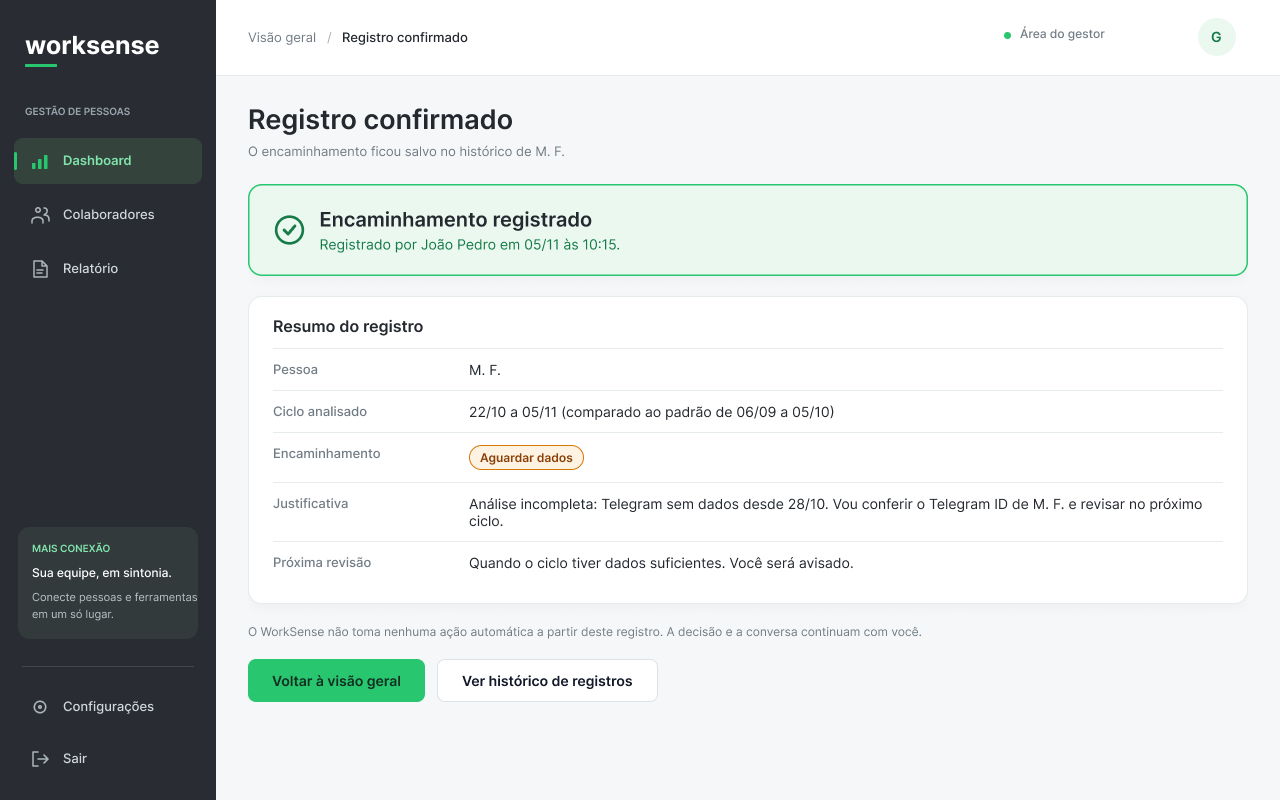 worksense
GESTÃO DE PESSOAS
Dashboard
Colaboradores
Relatório
MAIS CONEXÃO
Sua equipe, em sintonia.
Conecte pessoas e ferramentas
em um só lugar.
Configurações
Sair
Visão geral / Registro confirmado
Área do gestor
G
Registro confirmado
O encaminhamento ficou salvo no histórico de M. F.
Encaminhamento registrado
Registrado por João Pedro em 05/11 às 10:15.
Resumo do registro
Pessoa M. F.
Ciclo analisado 22/10 a 05/11 (comparado ao padrão de 06/09 a 05/10)
Encaminhamento Aguardar dados
Justificativa Análise incompleta: Telegram sem dados desde 28/10. Vou conferir o Telegram ID de M. F. e revisar no próximo
ciclo.
Próxima revisão Quando o ciclo tiver dados suficientes. Você será avisado.
O WorkSense não toma nenhuma ação automática a partir deste registro. A decisão e a conversa continuam com você.
Voltar à visão geral Ver histórico de registros